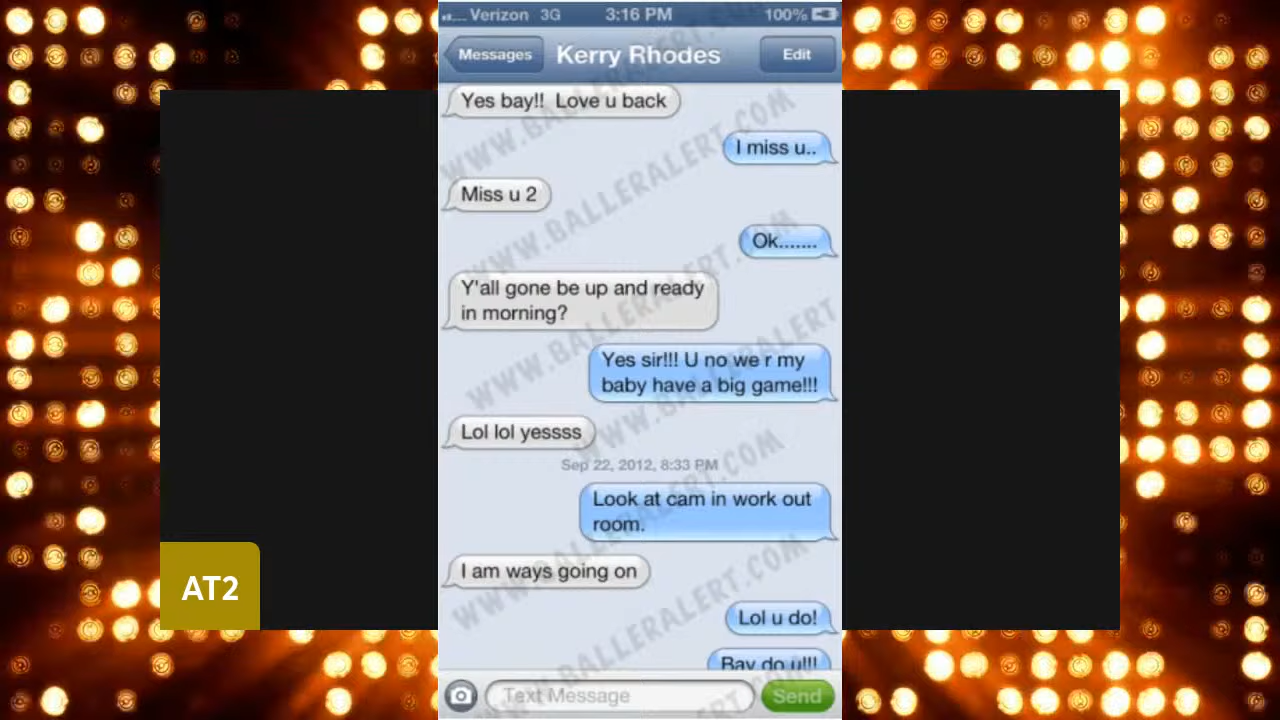 Verizon 3G 3:16 PM 100%
Messages Kerry Rhodes Edit
Yes bay!! Love u back
I miss u..
Miss u 2
Ok.......
Y'all gone be up and ready
in morning?
Yes sir!!! U no we r my
baby have a big game!!!
Lol lol yessss
Sep 22, 2012, 8:33 PM
Look at cam in work out
room.
I am ways going on
Lol u do!
Bay do u!!!
Text Message Send
AT2
WWW.BALLERALERT.COM